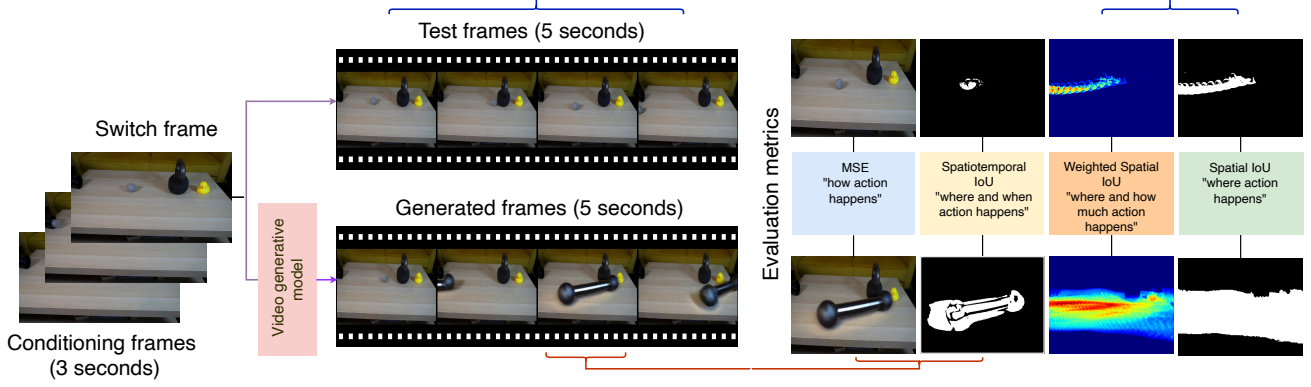 Test frames (5 seconds)
Switch frame
Generated frames (5 seconds)
Video generative
model
Conditioning frames
(3 seconds)
Evaluation metrics
MSE
"how action
happens"
Spatiotemporal
IoU
"where and when
action happens"
Weighted Spatial
IoU
"where and how
much action
happens"
Spatial IoU
"where action
happens"